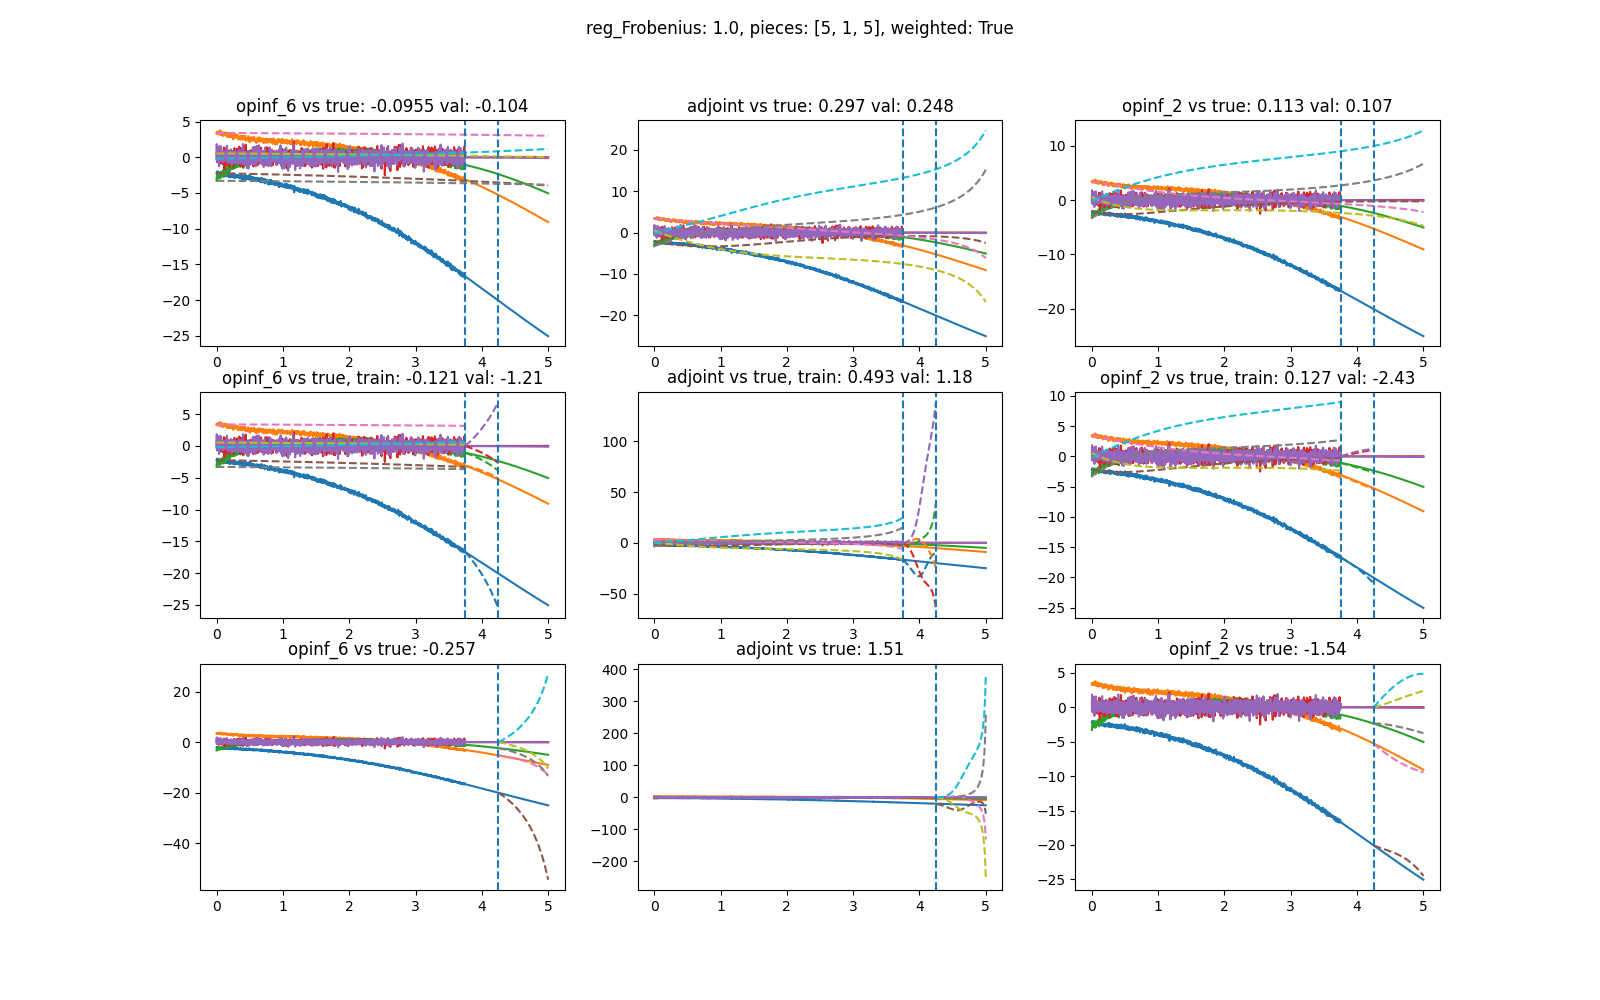 reg_Frobenius: 1.0, pieces: [5, 1, 5], weighted: True
opinf_6 vs true: -0.0955 val: -0.104
adjoint vs true: 0.297 val: 0.248
opinf_2 vs true: 0.113 val: 0.107
5
0
−5
−10
−15
−20
−25
0 1 2 3 4 5
20
10
0
−10
−20
0 1 2 3 4 5
10
0
−10
−20
0 1 2 3 4 5
opinf_6 vs true, train: -0.121 val: -1.21
adjoint vs true, train: 0.493 val: 1.18
opinf_2 vs true, train: 0.127 val: -2.43
5
0
−5
−10
−15
−20
−25
0 1 2 3 4 5
100
50
0
−50
0 1 2 3 4 5
10
5
0
−5
−10
−15
−20
−25
0 1 2 3 4 5
opinf_6 vs true: -0.257
adjoint vs true: 1.51
opinf_2 vs true: -1.54
20
0
−20
−40
0 1 2 3 4 5
400
300
200
100
0
−100
−200
0 1 2 3 4 5
5
0
−5
−10
−15
−20
−25
0 1 2 3 4 5